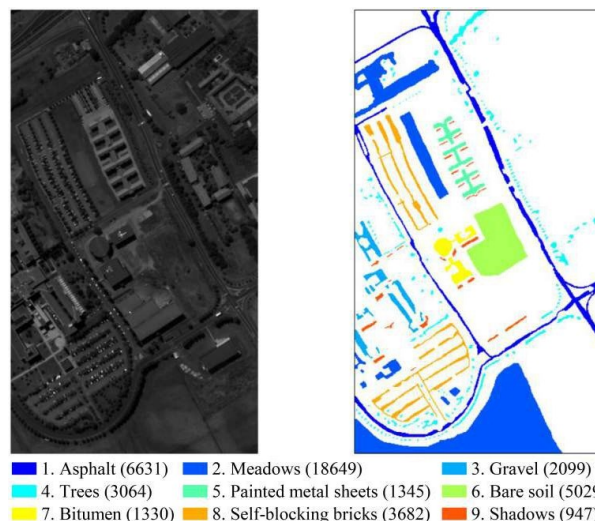 1. Asphalt (6631) 2. Meadows (18649) 3. Gravel (2099)
4. Trees (3064) 5. Painted metal sheets (1345) 6. Bare soil (5029
7. Bitumen (1330) 8. Self-blocking bricks (3682) 9. Shadows (947)